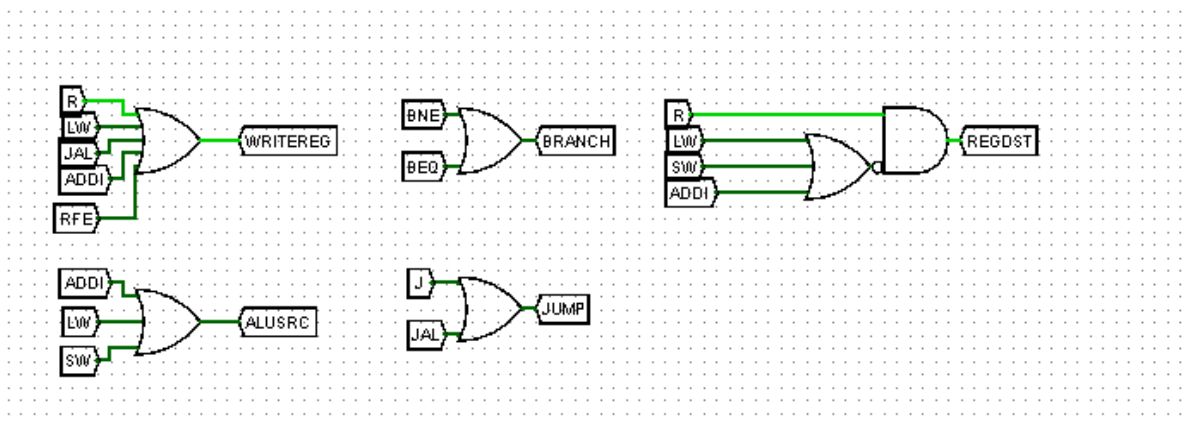 R
LW
JAL
ADDI
RFE
WRITEREG
BNE
BEQ
BRANCH
R
LW
SW
ADDI
REGDST
ADDI
LW
SW
ALUSRC
J
JAL
JUMP